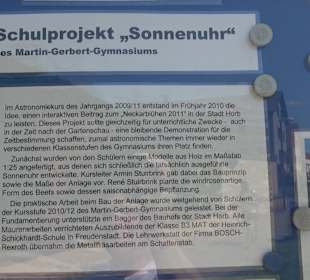 Schulprojekt „Sonnenuhr“
des Martin-Gerbert-Gymnasiums
Im Astronomiekurs des Jahrgangs 2009/11 entstand im Frühjahr 2010 die
Idee, einen interaktiven Beitrag zum „Neckarblühen 2011“ in der Stadt Horb
zu leisten. Dieses Projekt sollte gleichzeitig für unterrichtliche Zwecke - auch
in der Zeit nach der Gartenschau - eine bleibende Demonstration für die
Zeitbestimmung schaffen, zumal astronomische Themen immer wieder in
verschiedenen Klassenstufen des Gymnasiums ihren Platz finden.
Zunächst wurden von den Schülern einige Modelle aus Holz im Maßstab
1:25 angefertigt, aus denen sich schließlich die tatsächlich ausgeführte
Sonnenuhr entwickelte. Kursleiter Armin Sturbrink gab dabei das Bauprinzip
sowie die Maße der Anlage vor. René Sturbrink plante die windrosenartige
Form des Beets sowie dessen saisonabhängige Bepflanzung.
Die praktische Arbeit beim Bau der Anlage wurde weitgehend von Schülern
der Kursstufe 2010/12 des Martin-Gerbert-Gymnasiums geleistet. Bei der
Fundamentierung unterstützte ein Bagger des Bauhofs der Stadt Horb. Alle
Maurerarbeiten verrichteten Auszubildende der Klasse B3 MAT der Heinrich-
Schickhardt-Schule in Freudenstadt. Die Lehrwerkstatt der Firma BOSCH-
Rexroth übernahm die Metallfräsarbeiten am Schattenstab.